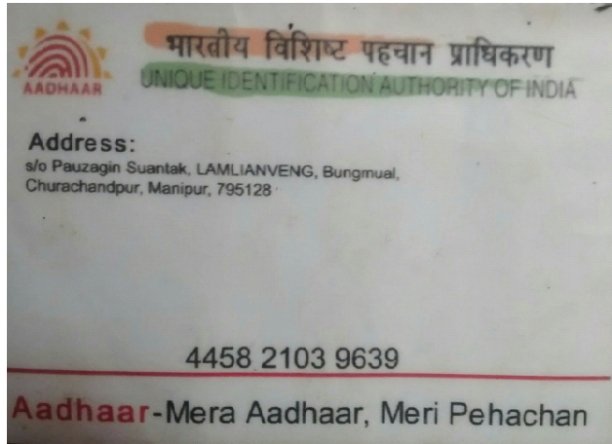 भारतीय विशिष्ट पहचान प्राधिकरण
UNIQUE IDENTIFICATION AUTHORITY OF INDIA
AADHAAR
Address:
s/o Pauzagin Suantak, LAMLIANVENG, Bungmual,
Churachandpur, Manipur, 795128
4458 2103 9639
Aadhaar-Mera Aadhaar, Meri Pehachan